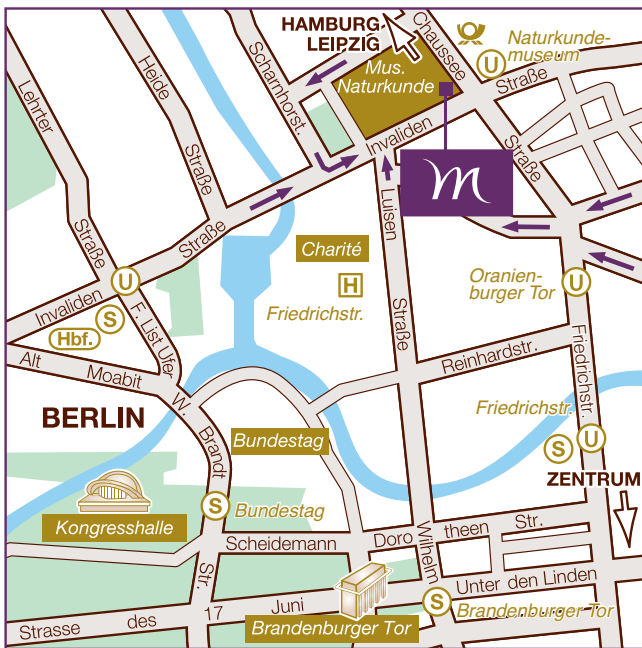 HAMBURG
LEIPZIG
Chaussee
Straße
Naturkunde-
museum
U
Scharnhorst.
Mus.
Naturkunde
Heide
Straße
Lehrter
Straße
Invaliden
Straße
Invaliden
Straße
m
Luisen
Straße
Charité
H
Friedrichstr.
Oranien-
burger Tor
U
U
S
Hbf.
F. List Ufer
Alt
Moabit
W.
Brandt
Str.
Reinhardstr.
Friedrichstr.
Friedrichstr.
S
U
BERLIN
Bundestag
ZENTRUM
Kongresshalle
S
Bundestag
Scheidemann
Doro
theen
Str.
Wilhelm
Unter den Linden
Strasse
des
17
Juni
Brandenburger Tor
S
Brandenburger Tor